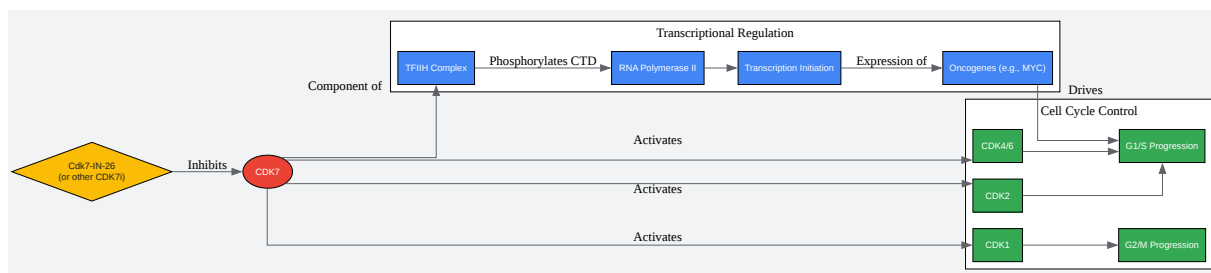 Transcriptional Regulation
TFIIH Complex
Phosphorylates CTD
RNA Polymerase II
Transcription Initiation
Expression of
Oncogenes (e.g., MYC)
Component of
Drives
Cell Cycle Control
Cdk7-IN-26
(or other CDK7i)
Inhibits
CDK7
Activates
CDK4/6
G1/S Progression
Activates
CDK2
Activates
CDK1
G2/M Progression